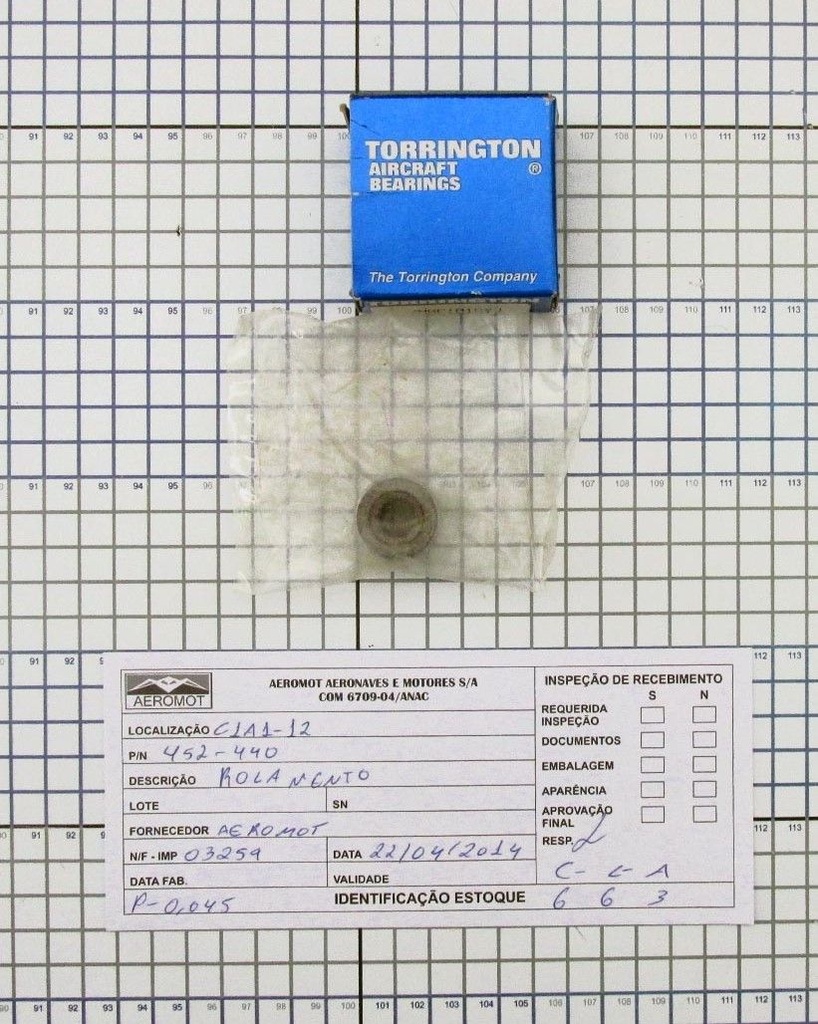 TORRINGTON
AIRCRAFT ®
BEARINGS
The Torrington Company
AEROMOT
AEROMOT AERONAVES E MOTORES S/A
COM 6709-04/ANAC
LOCALIZAÇÃO C1A1-12
P/N 452-440
DESCRIÇÃO ROLAMENTO
LOTE SN
FORNECEDOR AEROMOT
N/F - IMP 03259 DATA 22/04/2014
DATA FAB. VALIDADE
P-0,045 IDENTIFICAÇÃO ESTOQUE
INSPEÇÃO DE RECEBIMENTO
S N
REQUERIDA
INSPEÇÃO
DOCUMENTOS
EMBALAGEM
APARÊNCIA
APROVAÇÃO
FINAL
RESP.
C- L- A
6 6 3